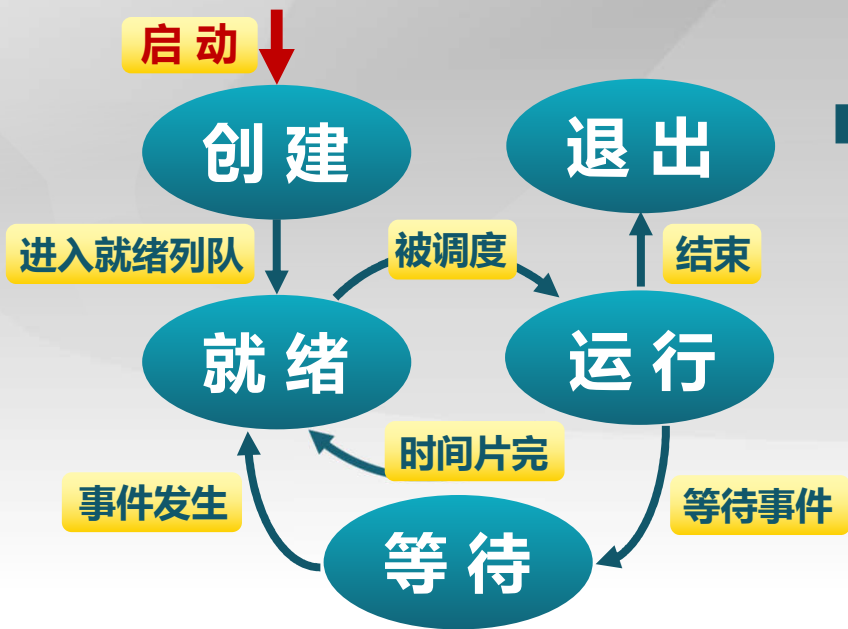 启动
创建
退出
进入就绪列队
被调度
结束
就绪
运行
时间片完
事件发生
等待事件
等待